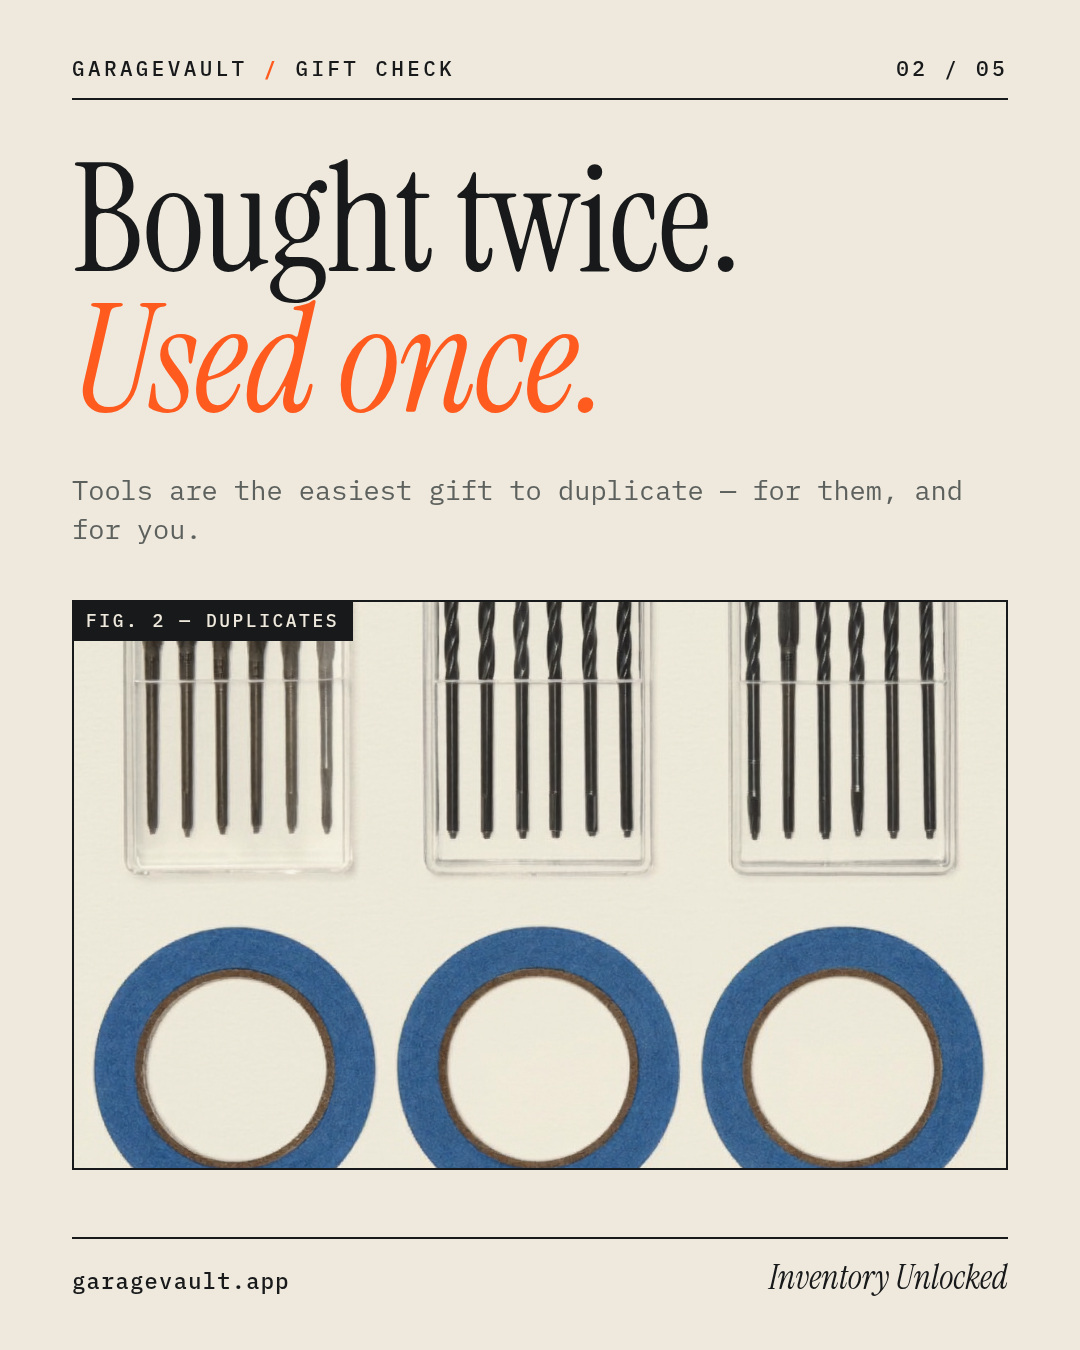 GARAGEVAULT / GIFT CHECK
02 / 05
Bought twice.
Used once.
Tools are the easiest gift to duplicate — for them, and
for you.
FIG. 2 — DUPLICATES
garagevault.app
Inventory Unlocked